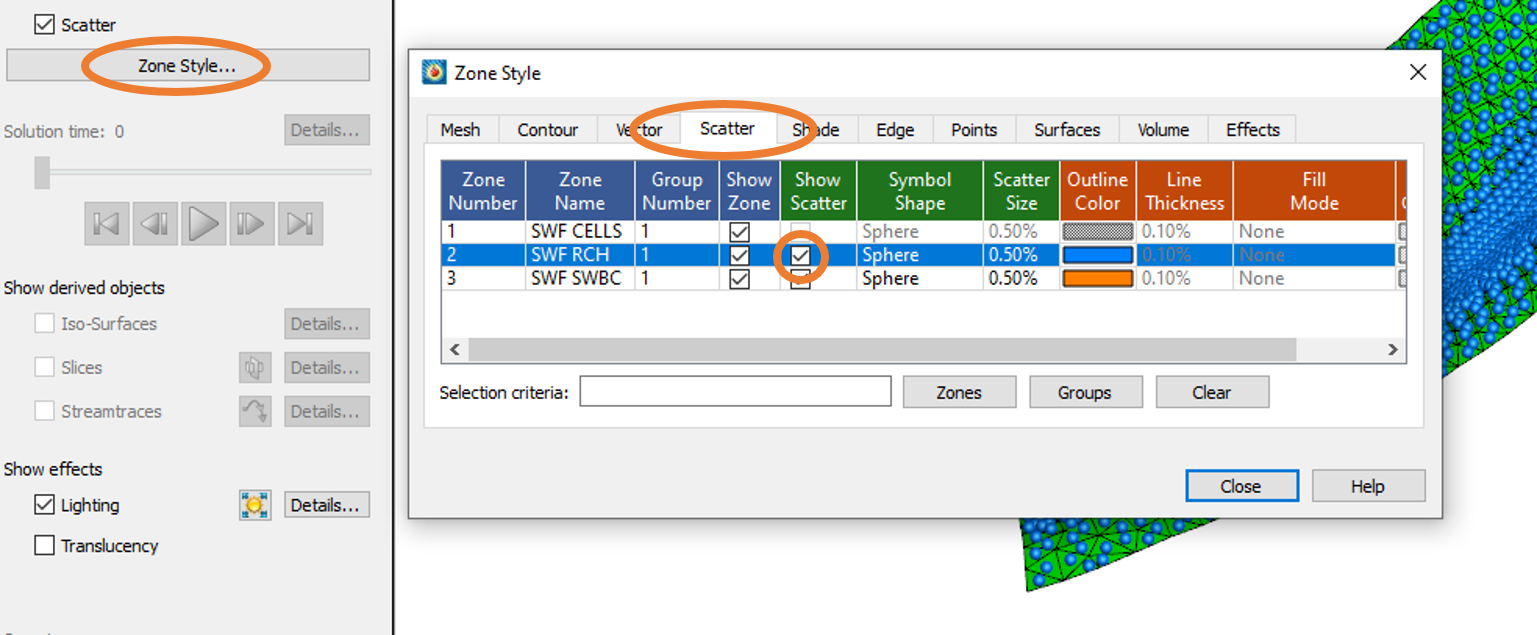 Scatter
Zone Style...
Solution time: 0
Details...
Show derived objects
Iso-Surfaces
Details...
Slices
Details...
Streamtraces
Details...
Show effects
Lighting
Details...
Translucency
Zone Style
Mesh Contour Vector Scatter Shade Edge Points Surfaces Volume Effects
Zone Zone Group Show Show Symbol Scatter Outline Line Fill
Number Name Number Zone Scatter Shape Size Color Thickness Mode
1 SWF CELLS 1 Sphere 0.50% 0.10% None
2 SWF RCH 1 Sphere 0.50% 0.10% None
3 SWF SWBC 1 Sphere 0.50% 0.10% None
Selection criteria: Zones Groups Clear
Close Help